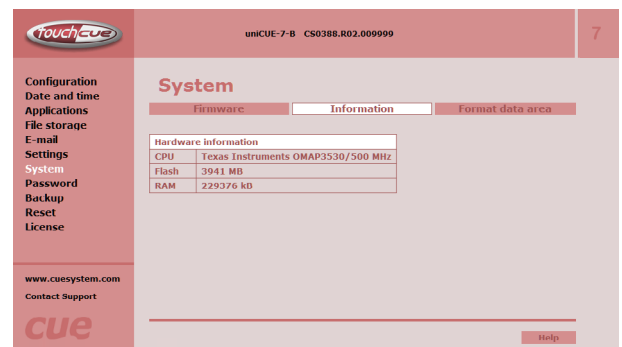 touchcue
uniCUE-7-B CS0388.R02.009999
7
Configuration
Date and time
Applications
File storage
E-mail
Settings
System
Password
Backup
Reset
License
www.cuesystem.com
Contact Support
cue
System
Firmware Information Format data area
Hardware information
CPU Texas Instruments OMAP3530/500 MHz
Flash 3941 MB
RAM 229376 kB
Help